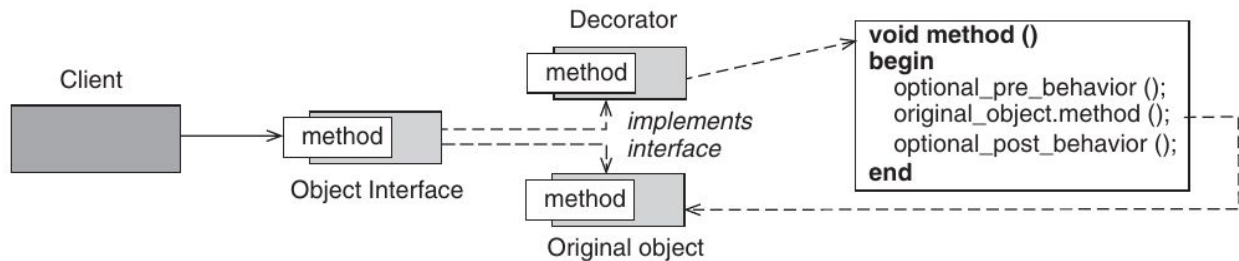 Client
method
Object Interface
Decorator
method
implements
interface
method
Original object
void method ()
begin
optional_pre_behavior ();
original_object.method ();
optional_post_behavior ();
end